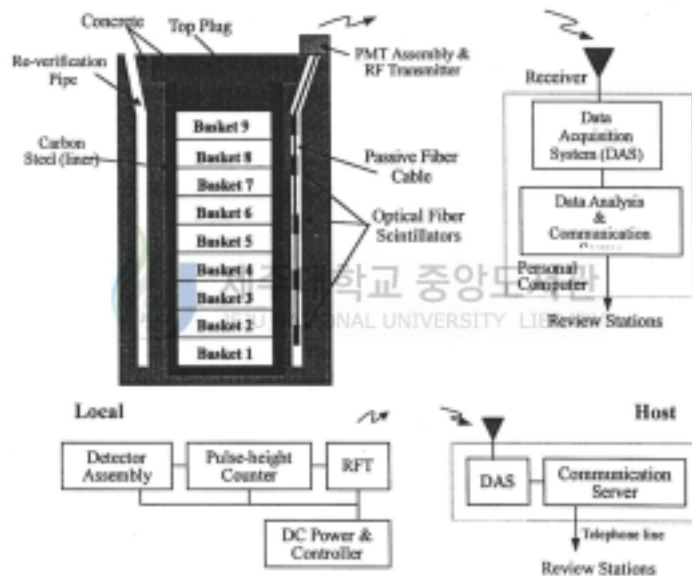 Concrete
Top Plug
Re-verification
Pipe
PMT Assembly &
RF Transmitter
Receiver
Carbon
Steel (liner)
Basket 9
Basket 8
Basket 7
Basket 6
Basket 5
Basket 4
Basket 3
Basket 2
Basket 1
Passive Fiber
Cable
Optical Fiber
Scintillators
Data
Acquisition
System (DAS)
Data Analysis
&
Communication
Personal
Computer
Review Stations
제주대학교 중앙도서관
JEJU NATIONAL UNIVERSITY LIBRARY
Local
Host
Detector
Assembly
Pulse-height
Counter
RFT
DC Power &
Controller
DAS
Communication
Server
Telephone line
Review Stations